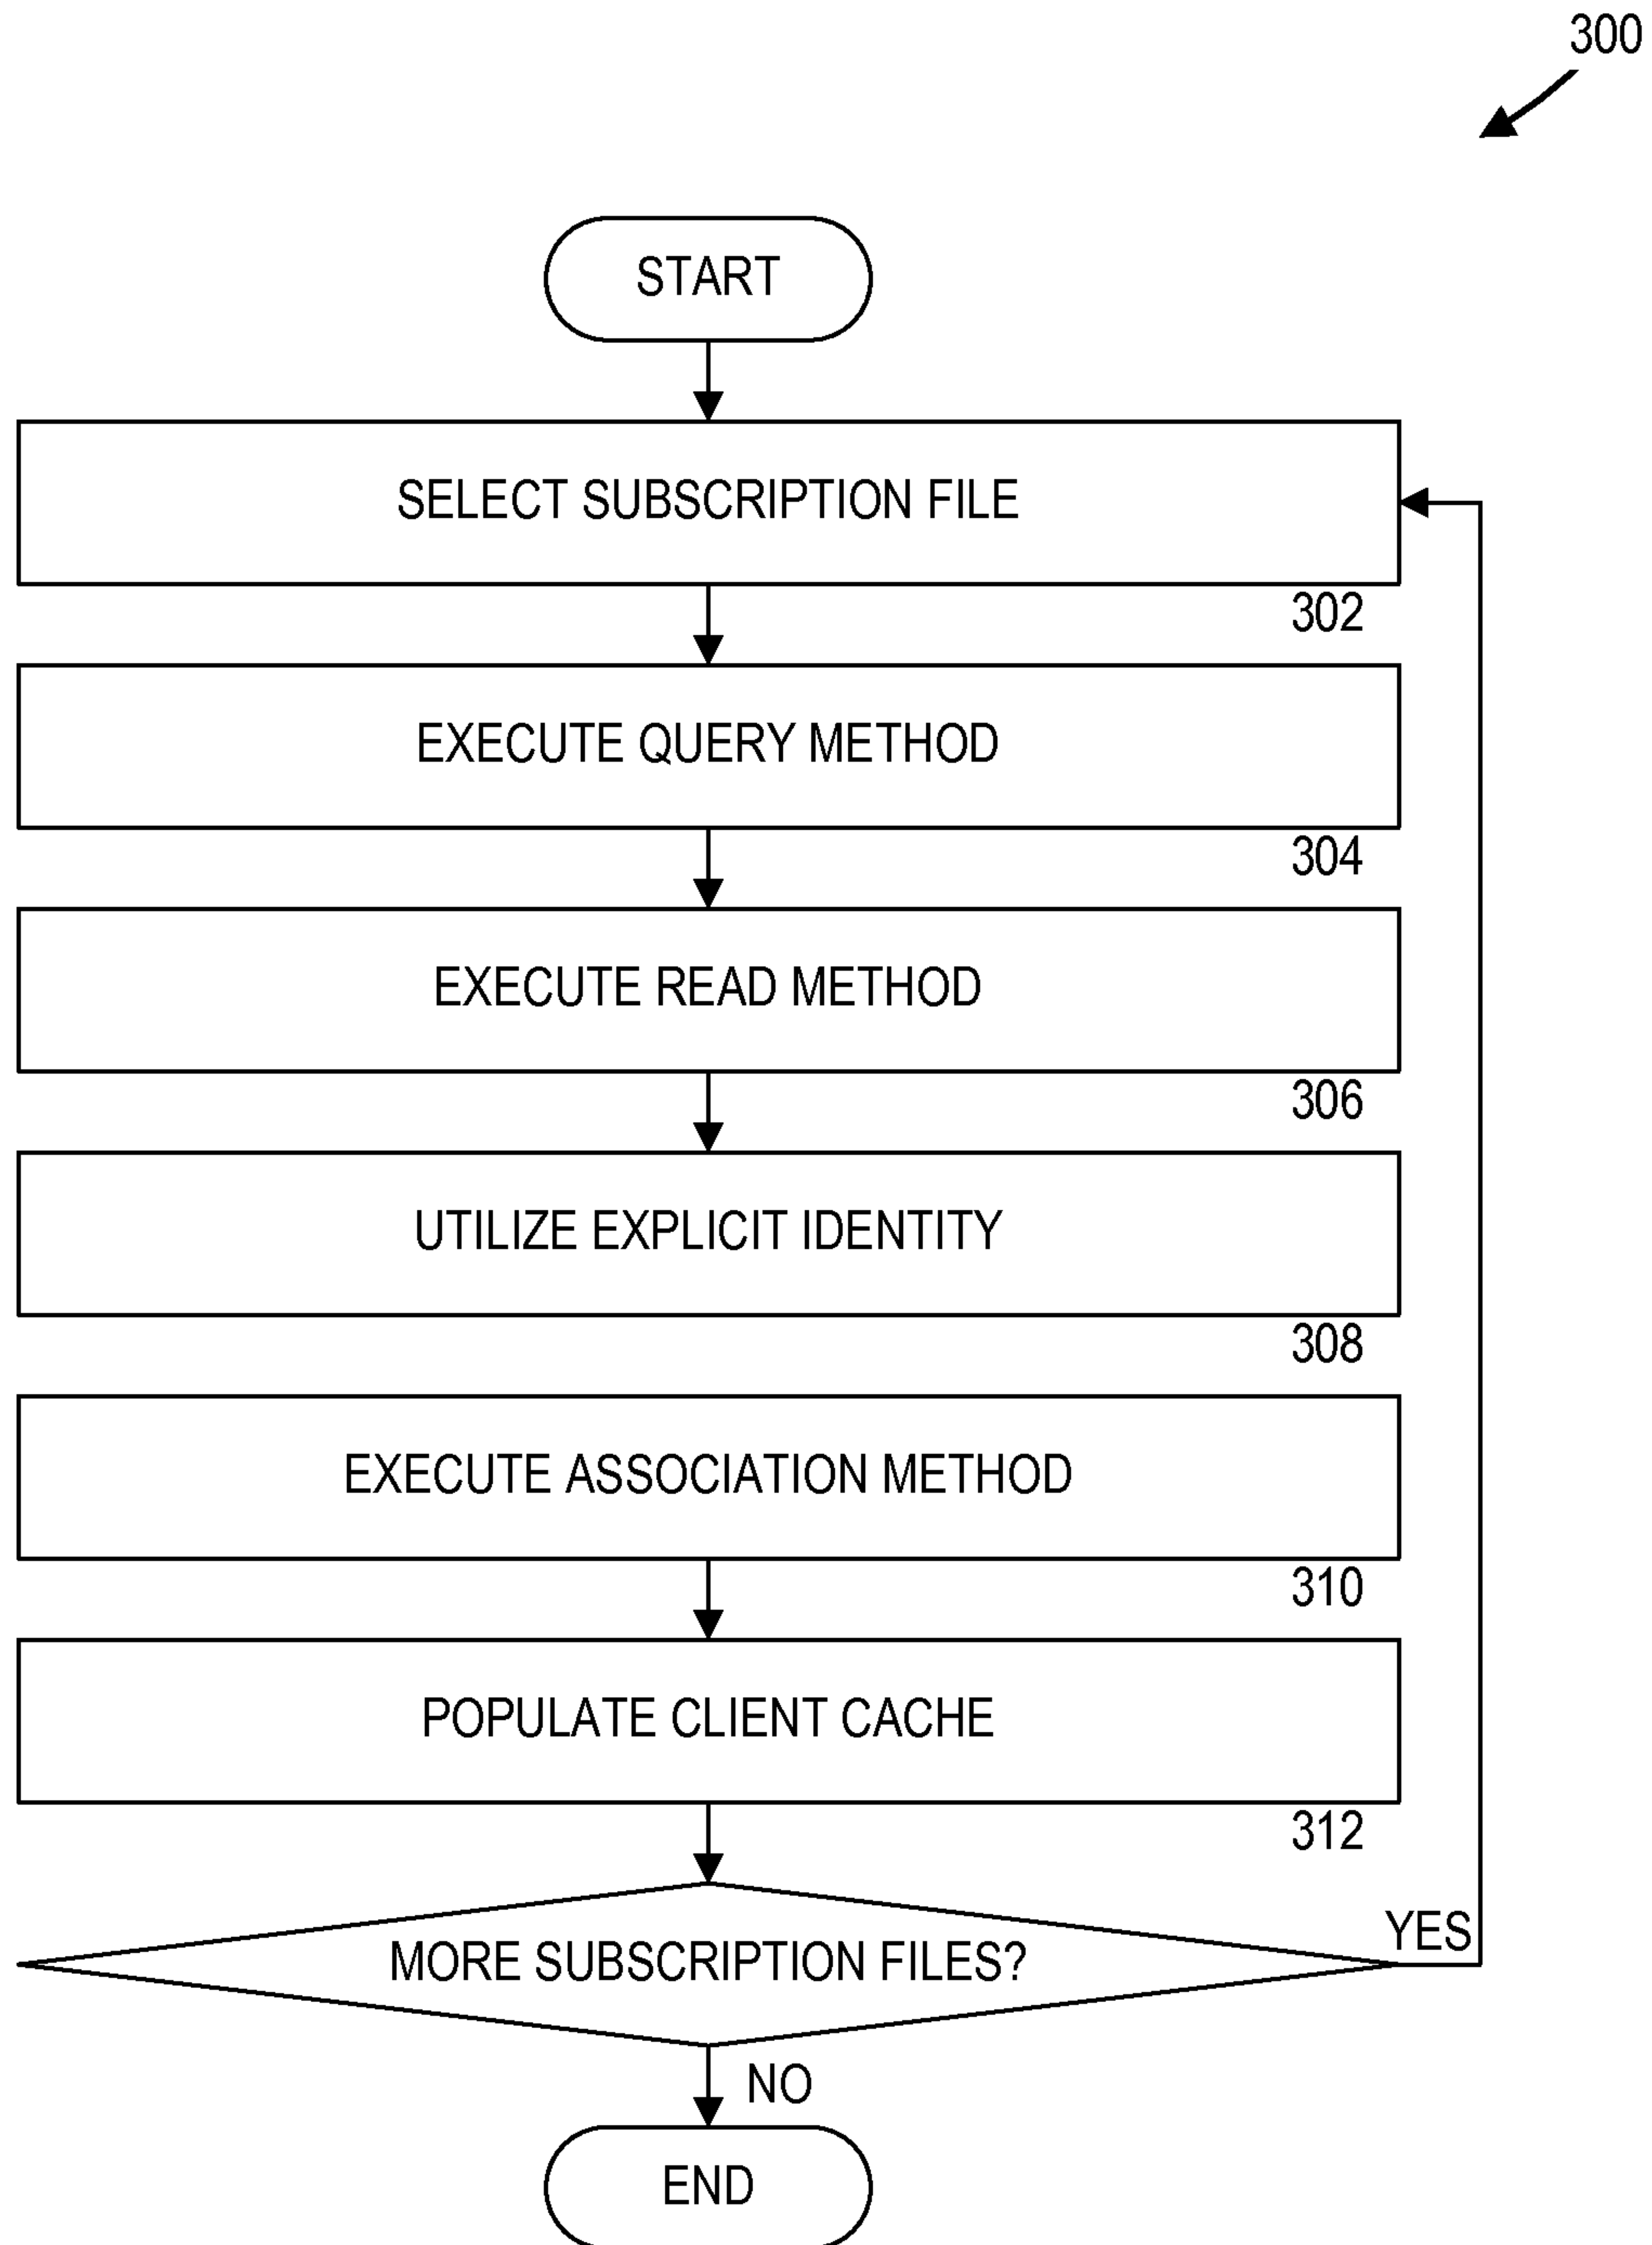 300
START
SELECT SUBSCRIPTION FILE
302
EXECUTE QUERY METHOD
304
EXECUTE READ METHOD
306
UTILIZE EXPLICIT IDENTITY
308
EXECUTE ASSOCIATION METHOD
310
POPULATE CLIENT CACHE
312
YES
MORE SUBSCRIPTION FILES?
NO
END